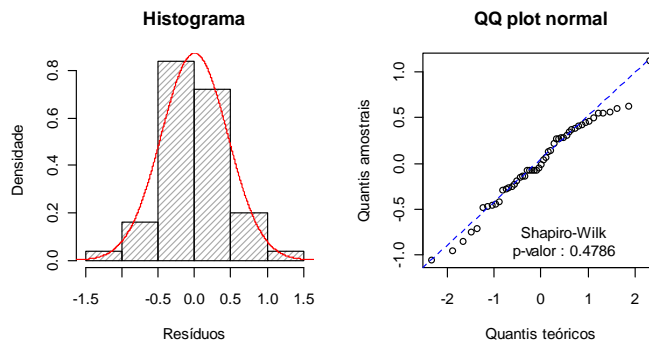 Histograma
Densidade
0.0
0.2
0.4
0.6
0.8
-1.5
-0.5
0.0
0.5
1.0
1.5
Resíduos
QQ plot normal
Quantis amostrais
-1.0
-0.5
0.0
0.5
1.0
Shapiro-Wilk
p-valor : 0.4786
-2
-1
0
1
2
Quantis teóricos